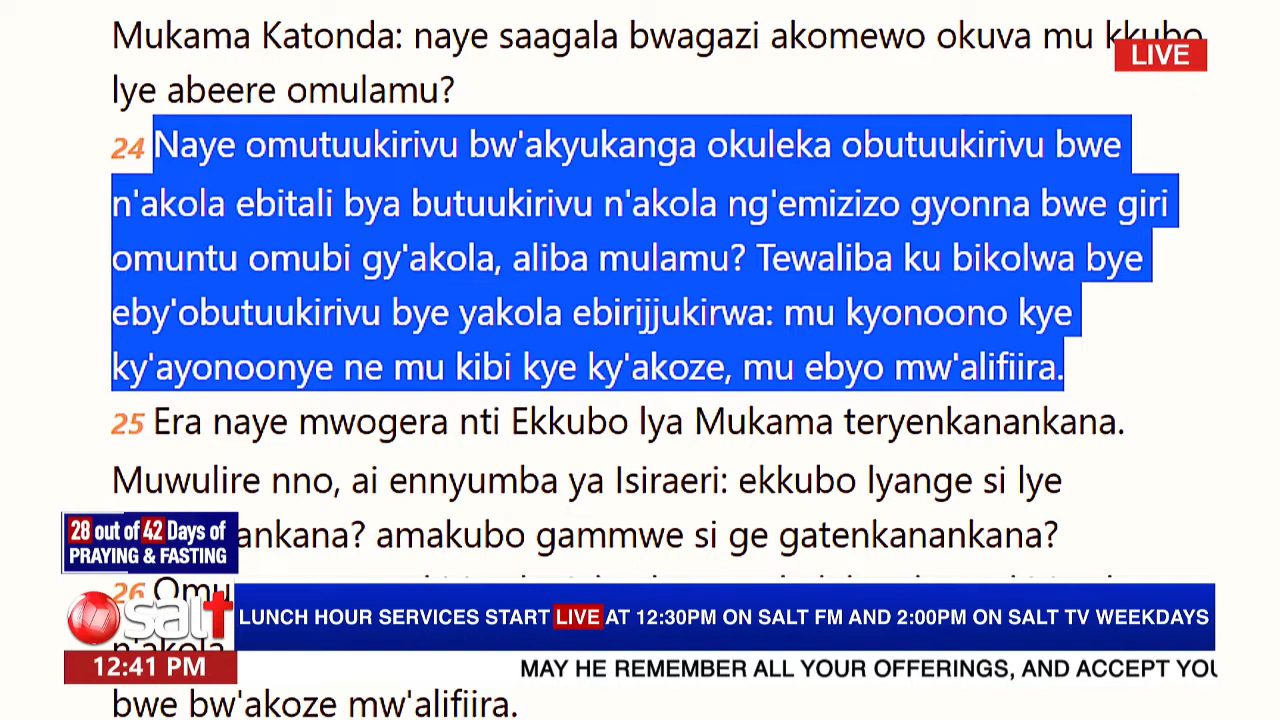 Mukama Katonda: naye saagala bwagazi akomewo okuva mu kkubo
LIVE
lye abeere omulamu?
24 Naye omutuukirivu bw'akyukanga okuleka obutuukirivu bwe
n'akola ebitali bya butuukirivu n'akola ng'emizizo gyonna bwe giri
omuntu omubi gy'akola, aliba mulamu? Tewaliba ku bikolwa bye
eby'obutuukirivu bye yakola ebirijjukirwa: mu kyonoono kye
ky'ayonoonye ne mu kibi kye ky'akoze, mu ebyo mw'alifiira.
25 Era naye mwogera nti Ekkubo lya Mukama teryenkanankana.
Muwulire nno, ai ennyumba ya Isiraeri: ekkubo lyange si lye
28 out of 42 Days of
PRAYING & FASTING
ankana? amakubo gammwe si ge gatenkanankana?
26 Omu
salt
LUNCH HOUR SERVICES START LIVE AT 12:30PM ON SALT FM AND 2:00PM ON SALT TV WEEKDAYS
n'akola
12:41 PM
MAY HE REMEMBER ALL YOUR OFFERINGS, AND ACCEPT YOU
bwe bw'akoze mw'alifiira.